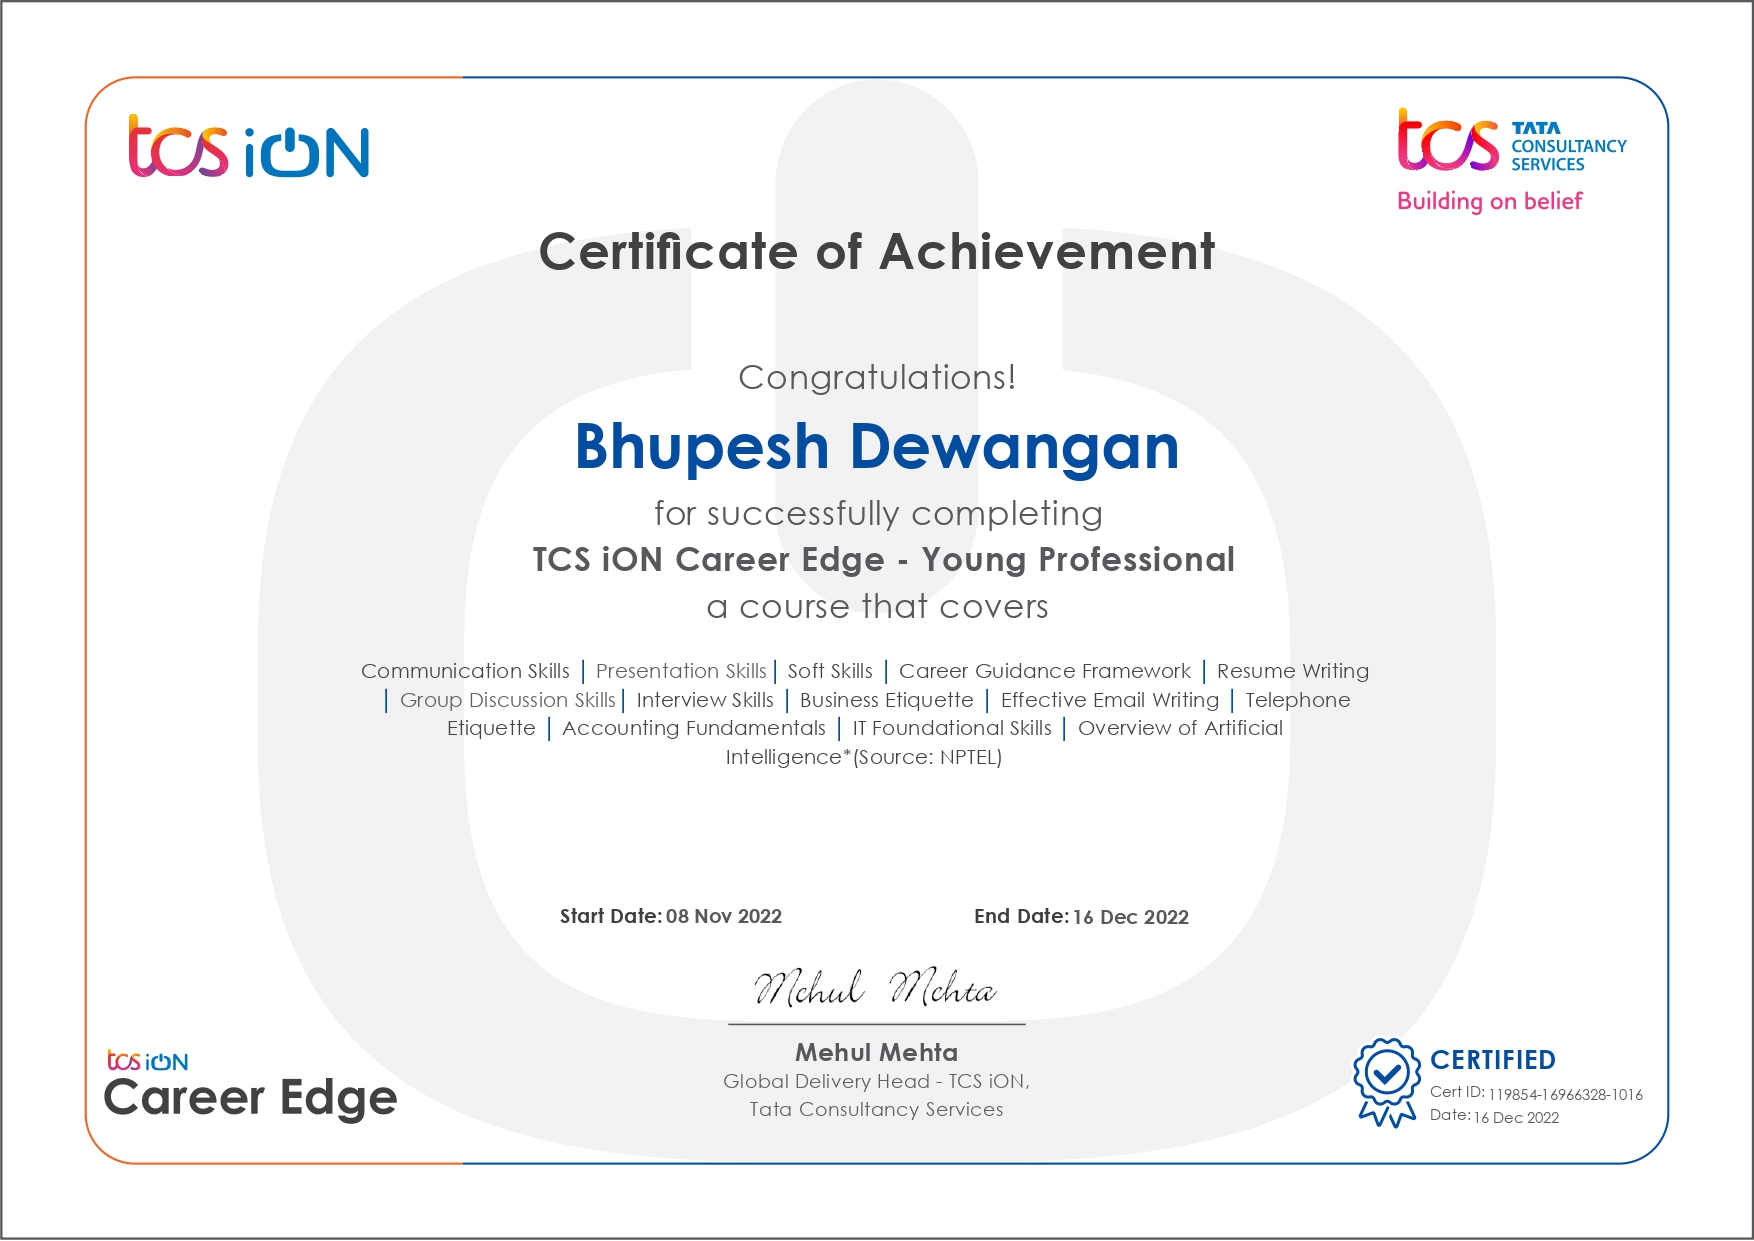 tcs iON
tcs TATA
CONSULTANCY
SERVICES
Building on belief
Certificate of Achievement
Congratulations!
Bhupesh Dewangan
for successfully completing
TCS iON Career Edge - Young Professional
a course that covers
Communication Skills | Presentation Skills | Soft Skills | Career Guidance Framework | Resume Writing
| Group Discussion Skills | Interview Skills | Business Etiquette | Effective Email Writing | Telephone
Etiquette | Accounting Fundamentals | IT Foundational Skills | Overview of Artificial
Intelligence*(Source: NPTEL)
Start Date: 08 Nov 2022
End Date: 16 Dec 2022
Mehul Mehta
Mehul Mehta
Global Delivery Head - TCS iON,
Tata Consultancy Services
tcs iON
Career Edge
CERTIFIED
Cert ID: 119854-16966328-1016
Date: 16 Dec 2022